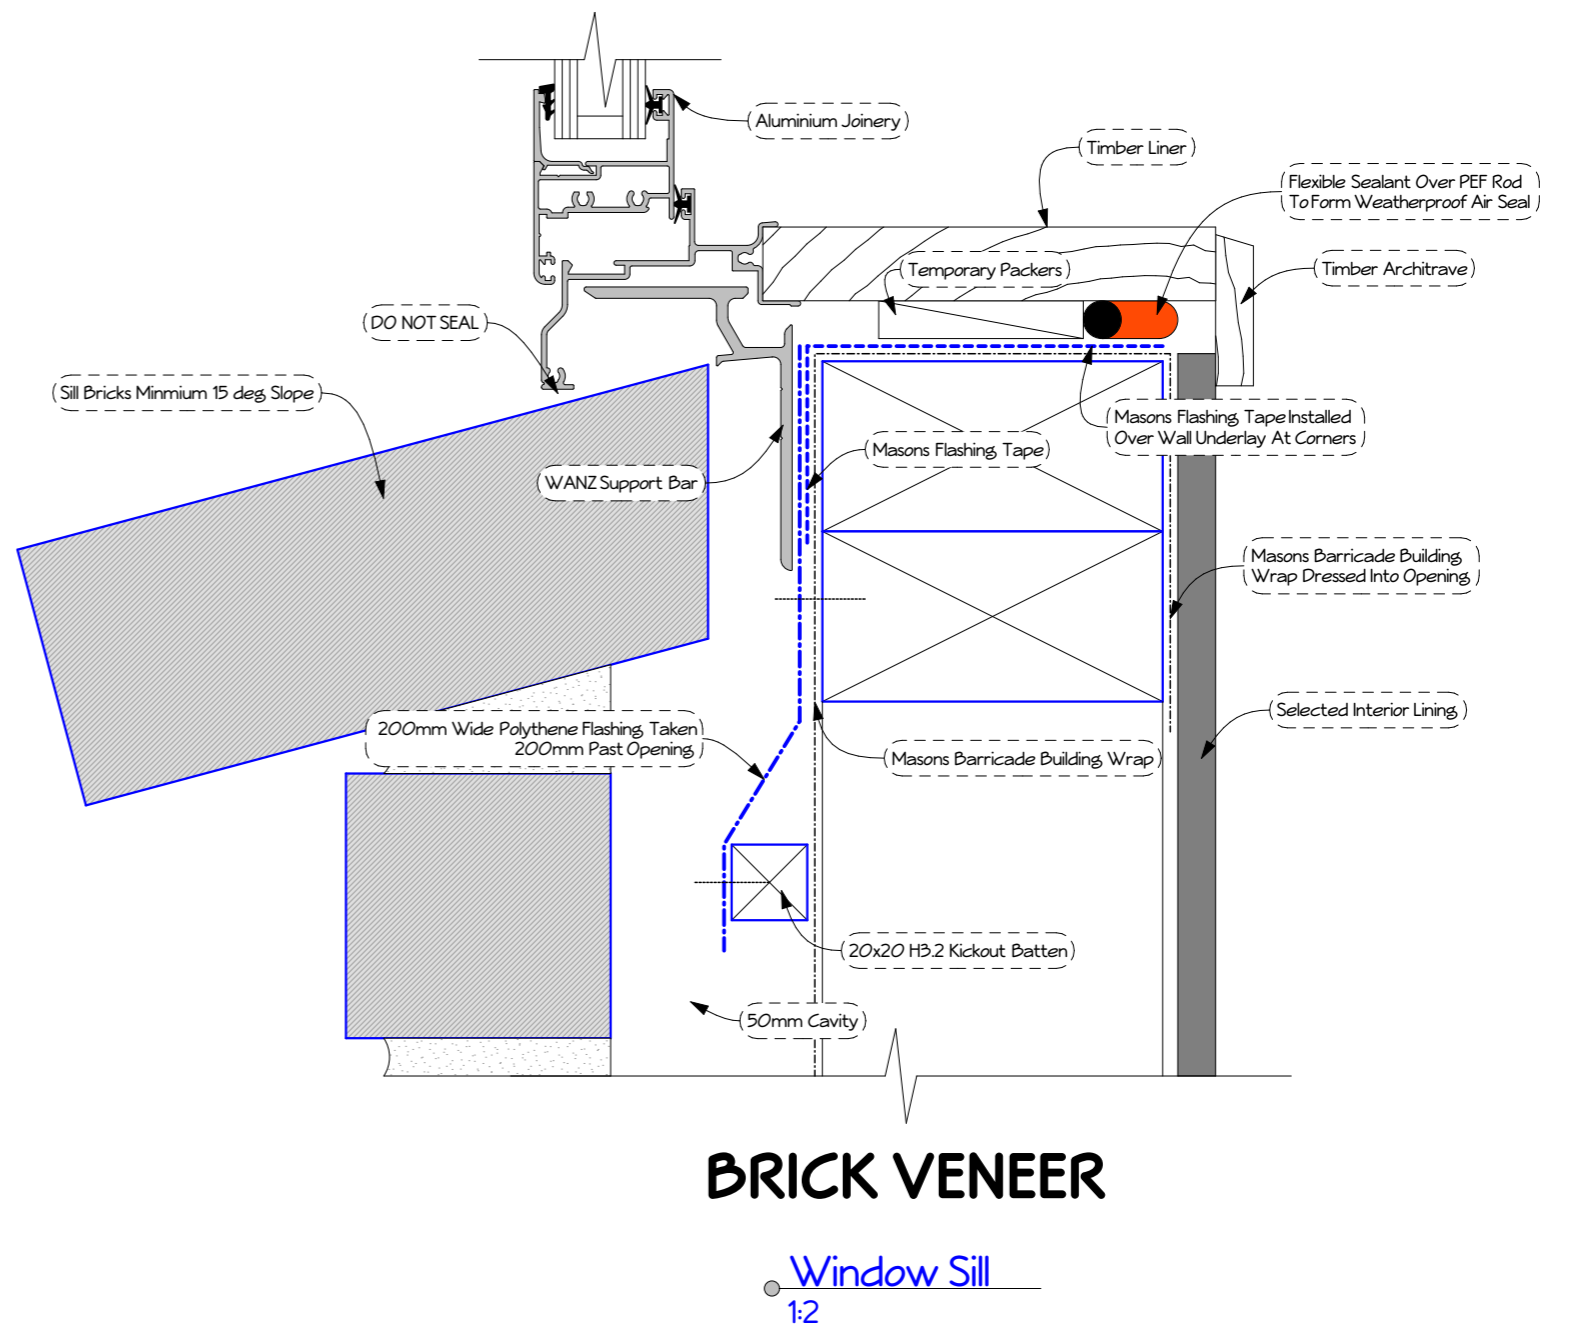 Aluminium Joinery
Timber Liner
Flexible Sealant Over PEF Rod
To Form Weatherproof Air Seal
Temporary Packers
Timber Architrave
DO NOT SEAL
Sill Bricks Minmium 15 deg. Slope
Masons Flashing Tape Installed
Over Wall Underlay At Corners
Masons Flashing Tape
WANZ Support Bar
Masons Barricade Building
Wrap Dressed Into Opening
200mm Wide Polythene Flashing Taken
200mm Past Opening
Selected Interior Lining
Masons Barricade Building Wrap
20x20 H3.2 Kickout Batten
50mm Cavity
BRICK VENEER
Window Sill
1:2